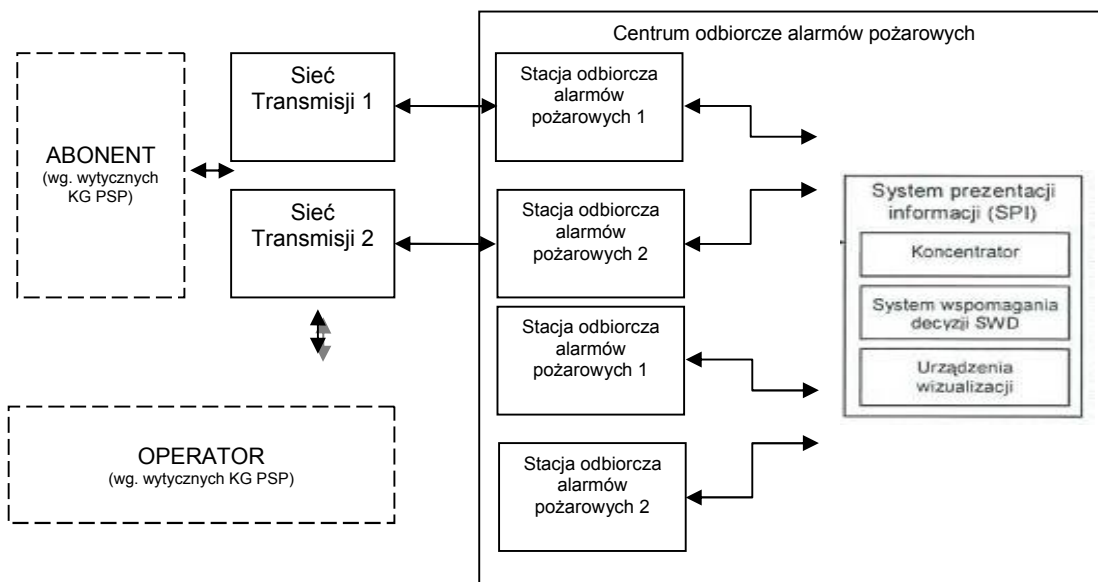 Centrum odbiorcze alarmów pożarowych
ABONENT
(wg. wytycznych
KG PSP)
Sieć
Transmisji 1
Sieć
Transmisji 2
OPERATOR
(wg. wytycznych KG PSP)
Stacja odbiorcza
alarmów
pożarowych 1
Stacja odbiorcza
alarmów
pożarowych 2
Stacja odbiorcza
alarmów
pożarowych 1
Stacja odbiorcza
alarmów
pożarowych 2
System prezentacji
informacji (SPI)
Koncentrator
System wspomagania
decyzji SWD
Urządzenia
wizualizacji